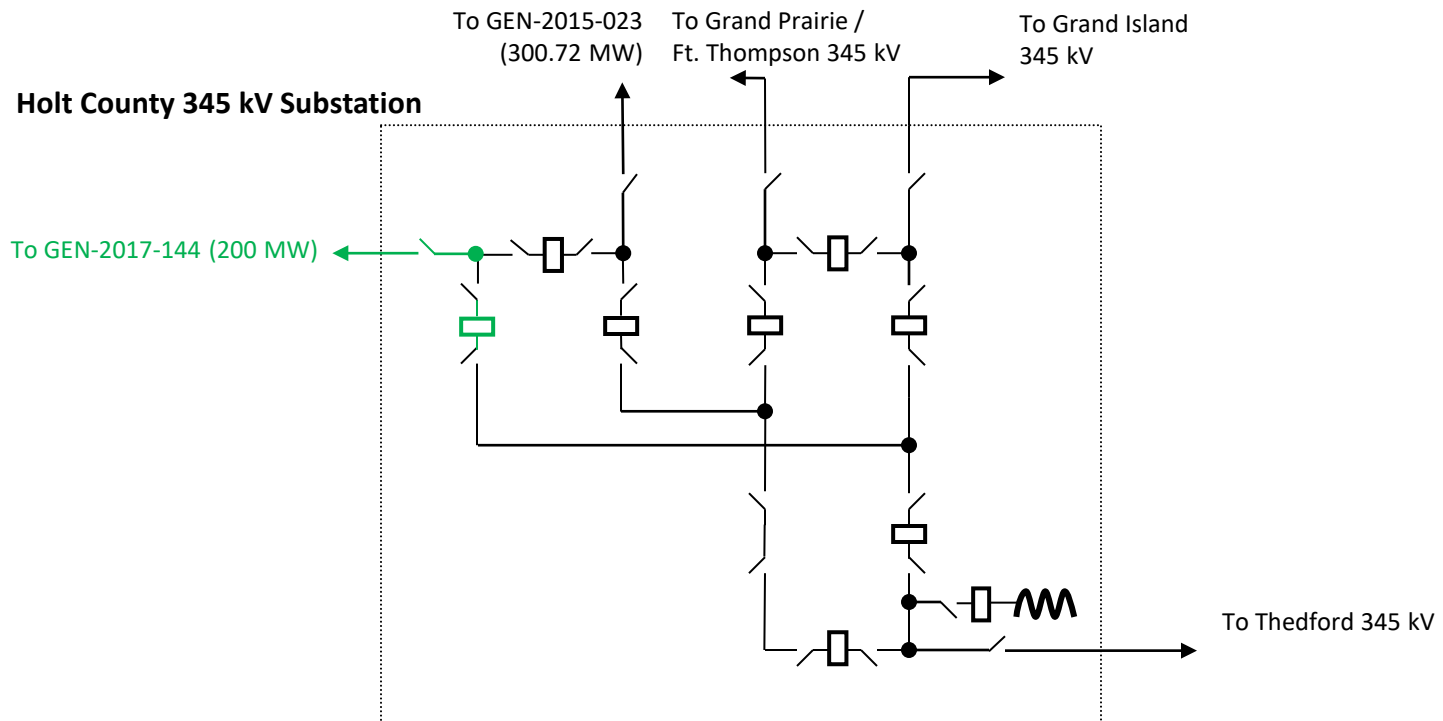 To GEN-2015-023
(300.72 MW)
To Grand Prairie /
Ft. Thompson 345 kV
To Grand Island
345 kV
Holt County 345 kV Substation
To GEN-2017-144 (200 MW)
To Thedford 345 kV